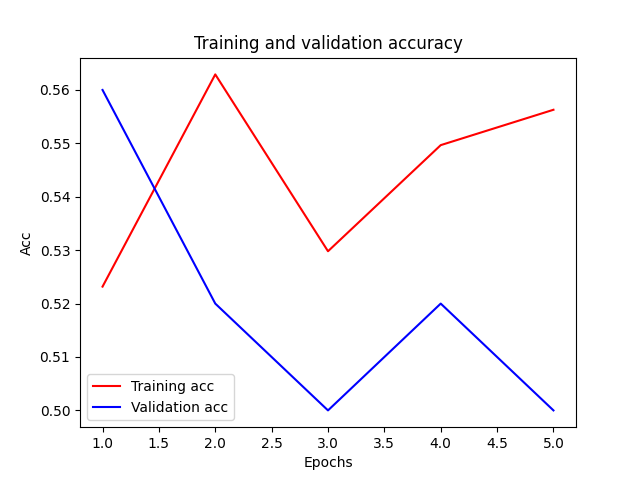 Training and validation accuracy
Acc
0.56
0.55
0.54
0.53
0.52
0.51
0.50
Training acc
Validation acc
1.0 1.5 2.0 2.5 3.0 3.5 4.0 4.5 5.0
Epochs